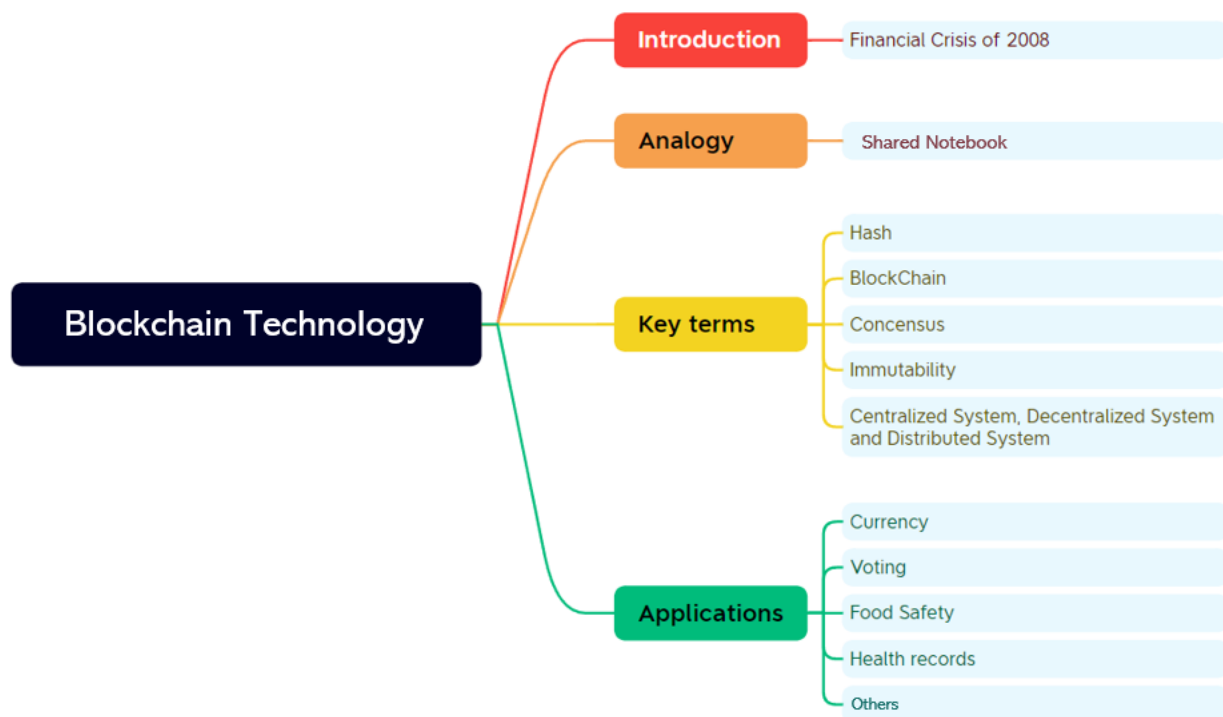 Introduction
Financial Crisis of 2008
Analogy
Shared Notebook
Blockchain Technology
Key terms
Hash
BlockChain
Concensus
Immutability
Centralized System, Decentralized System
and Distributed System
Applications
Currency
Voting
Food Safety
Health records
Others